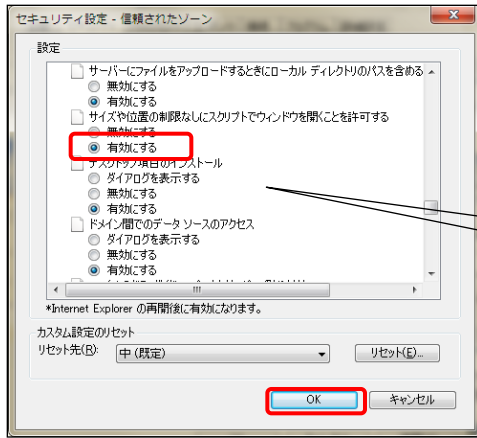 セキュリティ設定 - 信頼されたゾーン
設定
サーバーにファイルをアップロードするときにローカル ディレクトリのパスを含める
無効にする
有効にする
サイズや位置の制限なしにスクリプトでウィンドウを開くことを許可する
無効にする
有効にする
デスクトップ項目のインストール
ダイアログを表示する
無効にする
有効にする
ドメイン間でのデータ ソースのアクセス
ダイアログを表示する
無効にする
有効にする
*Internet Explorer の再開後に有効になります。
カスタム設定のリセット
リセット先(R): 中 (既定) リセット(E)...
OK キャンセル